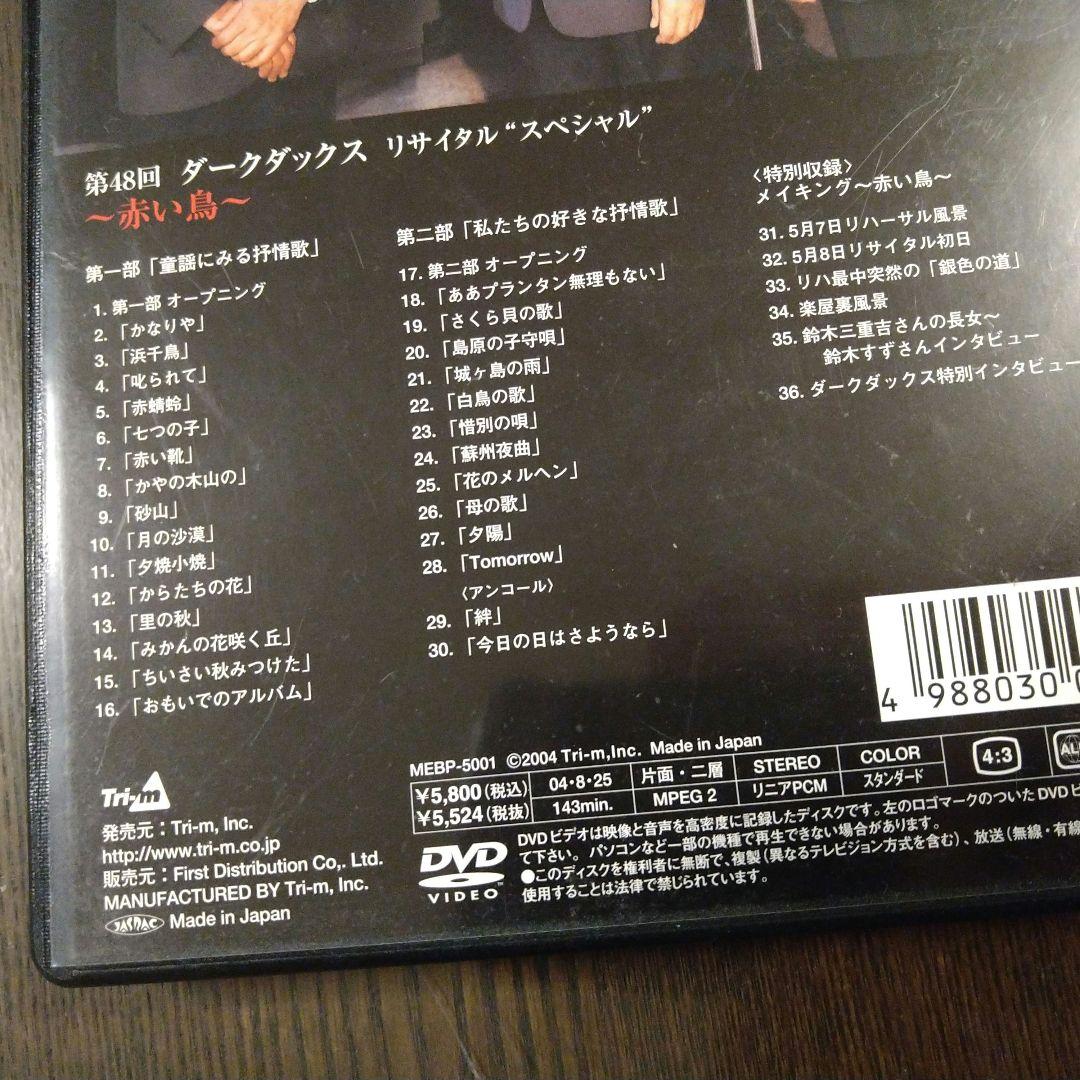 第48回 ダークダックス リサイタル“スペシャル”
～赤い鳥～
第一部「童謡にみる抒情歌」
1. 第一部 オープニング
2. 「かなりや」
3. 「浜千鳥」
4. 「叱られて」
5. 「赤蜻蛉」
6. 「七つの子」
7. 「赤い靴」
8. 「かやの木山の」
9. 「砂山」
10. 「月の沙漠」
11. 「夕焼小焼」
12. 「からたちの花」
13. 「里の秋」
14. 「みかんの花咲く丘」
15. 「ちいさい秋みつけた」
16. 「おもいでのアルバム」
第二部「私たちの好きな抒情歌」
17. 第二部 オープニング
18. 「ああプランタン無理もない」
19. 「さくら貝の歌」
20. 「島原の子守唄」
21. 「城ヶ島の雨」
22. 「白鳥の歌」
23. 「惜別の唄」
24. 「蘇州夜曲」
25. 「花のメルヘン」
26. 「母の歌」
27. 「夕陽」
28. 「Tomorrow」
〈アンコール〉
29. 「絆」
30. 「今日の日はさようなら」
〈特別収録〉
メイキング～赤い鳥～
31. 5月7日リハーサル風景
32. 5月8日リサイタル初日
33. リハ最中突然の「銀色の道」
34. 楽屋裏風景
35. 鈴木三重吉さんの長女～
鈴木すずさんインタビュー
36. ダークダックス特別インタビュー
4 988030
Tri-m
発売元：Tri-m, Inc.
http://www.tri-m.co.jp
販売元：First Distribution Co,. Ltd.
MANUFACTURED BY Tri-m, Inc.
JASRAC Made in Japan
MEBP-5001 ©2004 Tri-m,Inc. Made in Japan
¥5,800(税込) 04・8・25 片面・二層 STEREO COLOR 4:3 ALL
¥5,524(税抜) 143min. MPEG 2 リニアPCM スタンダード
DVD VIDEO
DVDビデオは映像と音声を高密度に記録したディスクです。左のロゴマークのついたDVDビ
て下さい。パソコンなど一部の機種で再生できない場合があります。
●このディスクを権利者に無断で、複製(異なるテレビジョン方式を含む)、放送(無線・有線
使用することは法律で禁じられています。